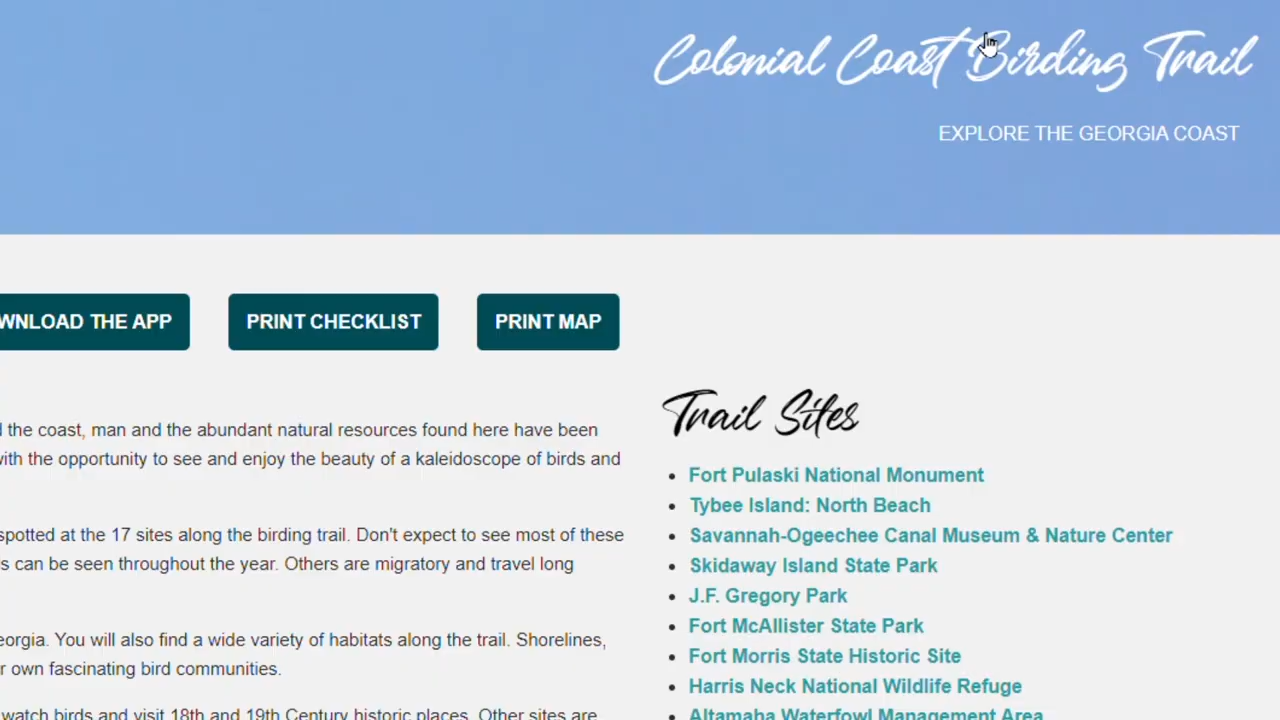 Colonial Coast Birding Trail
EXPLORE THE GEORGIA COAST
WNLOAD THE APP
PRINT CHECKLIST
PRINT MAP
the coast, man and the abundant natural resources found here have been
with the opportunity to see and enjoy the beauty of a kaleidoscope of birds and
spotted at the 17 sites along the birding trail. Don't expect to see most of these
s can be seen throughout the year. Others are migratory and travel long
eorgia. You will also find a wide variety of habitats along the trail. Shorelines,
r own fascinating bird communities.
watch birds and visit 18th and 19th Century historic places. Other sites are
Trail Sites
Fort Pulaski National Monument
Tybee Island: North Beach
Savannah-Ogeechee Canal Museum & Nature Center
Skidaway Island State Park
J.F. Gregory Park
Fort McAllister State Park
Fort Morris State Historic Site
Harris Neck National Wildlife Refuge
Altamaha Waterfowl Management Area